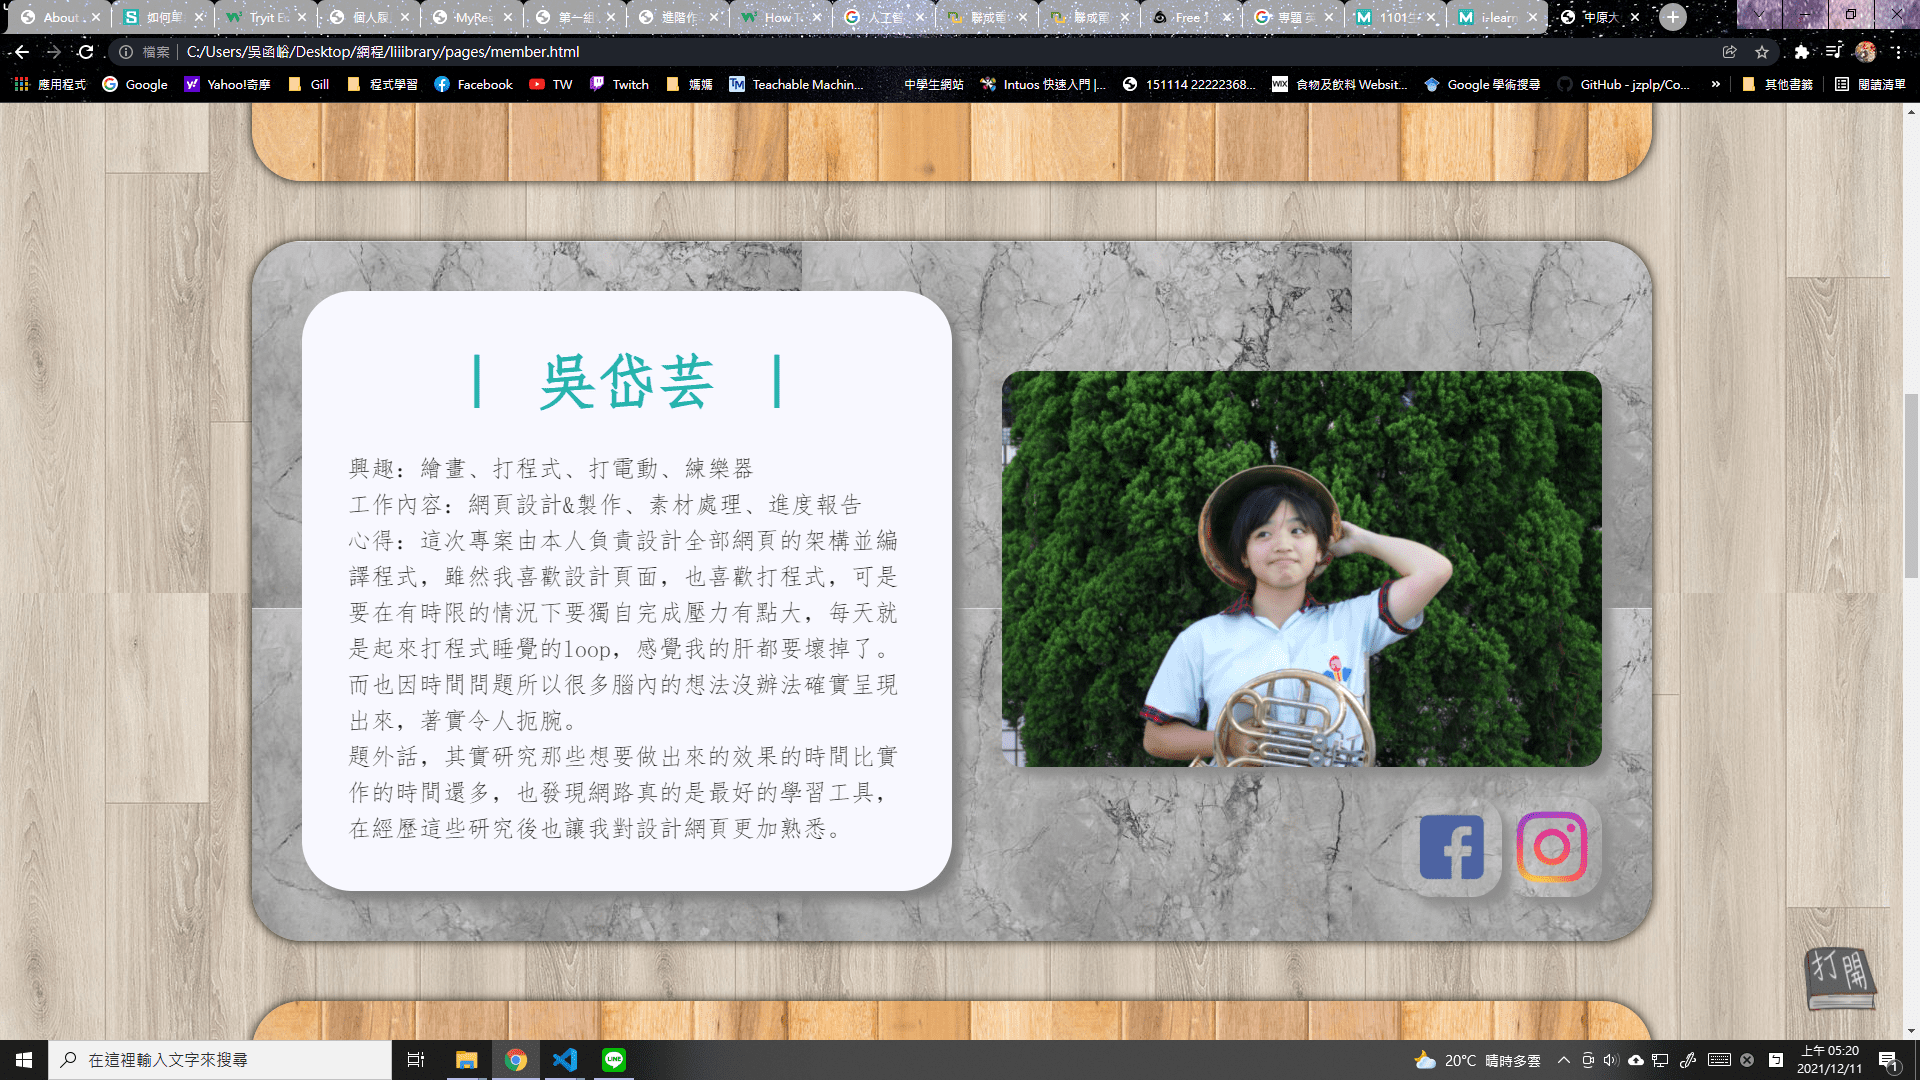 About
如何單
Tryit E
個人履
MyRes
第一組
進階作
How T
人工智
聯成電
聯成電
Free
專題 英
1101生
i-learn
中原大
檔案 C:/Users/吳函峪/Desktop/網程/liiibrary/pages/member.html
應用程式 Google Yahoo!奇摩 Gill 程式學習 Facebook TW Twitch 媽媽 Teachable Machin... 中學生網站 Intuos 快速入門 |... 151114 22222368... 食物及飲料 Websit... Google 學術搜尋 GitHub - jzplp/Co... » 其他書籤 閱讀清單
| 吳岱芸 |
興趣：繪畫、打程式、打電動、練樂器
工作內容：網頁設計&製作、素材處理、進度報告
心得：這次專案由本人負責設計全部網頁的架構並編
譯程式，雖然我喜歡設計頁面，也喜歡打程式，可是
要在有時限的情況下要獨自完成壓力有點大，每天就
是起來打程式睡覺的loop，感覺我的肝都要壞掉了。
而也因時間問題所以很多腦內的想法沒辦法確實呈現
出來，著實令人扼腕。
題外話，其實研究那些想要做出來的效果的時間比實
作的時間還多，也發現網路真的是最好的學習工具，
在經歷這些研究後也讓我對設計網頁更加熟悉。
打開
在這裡輸入文字來搜尋
LINE
20°C 晴時多雲
上午 05:20
2021/12/11
1